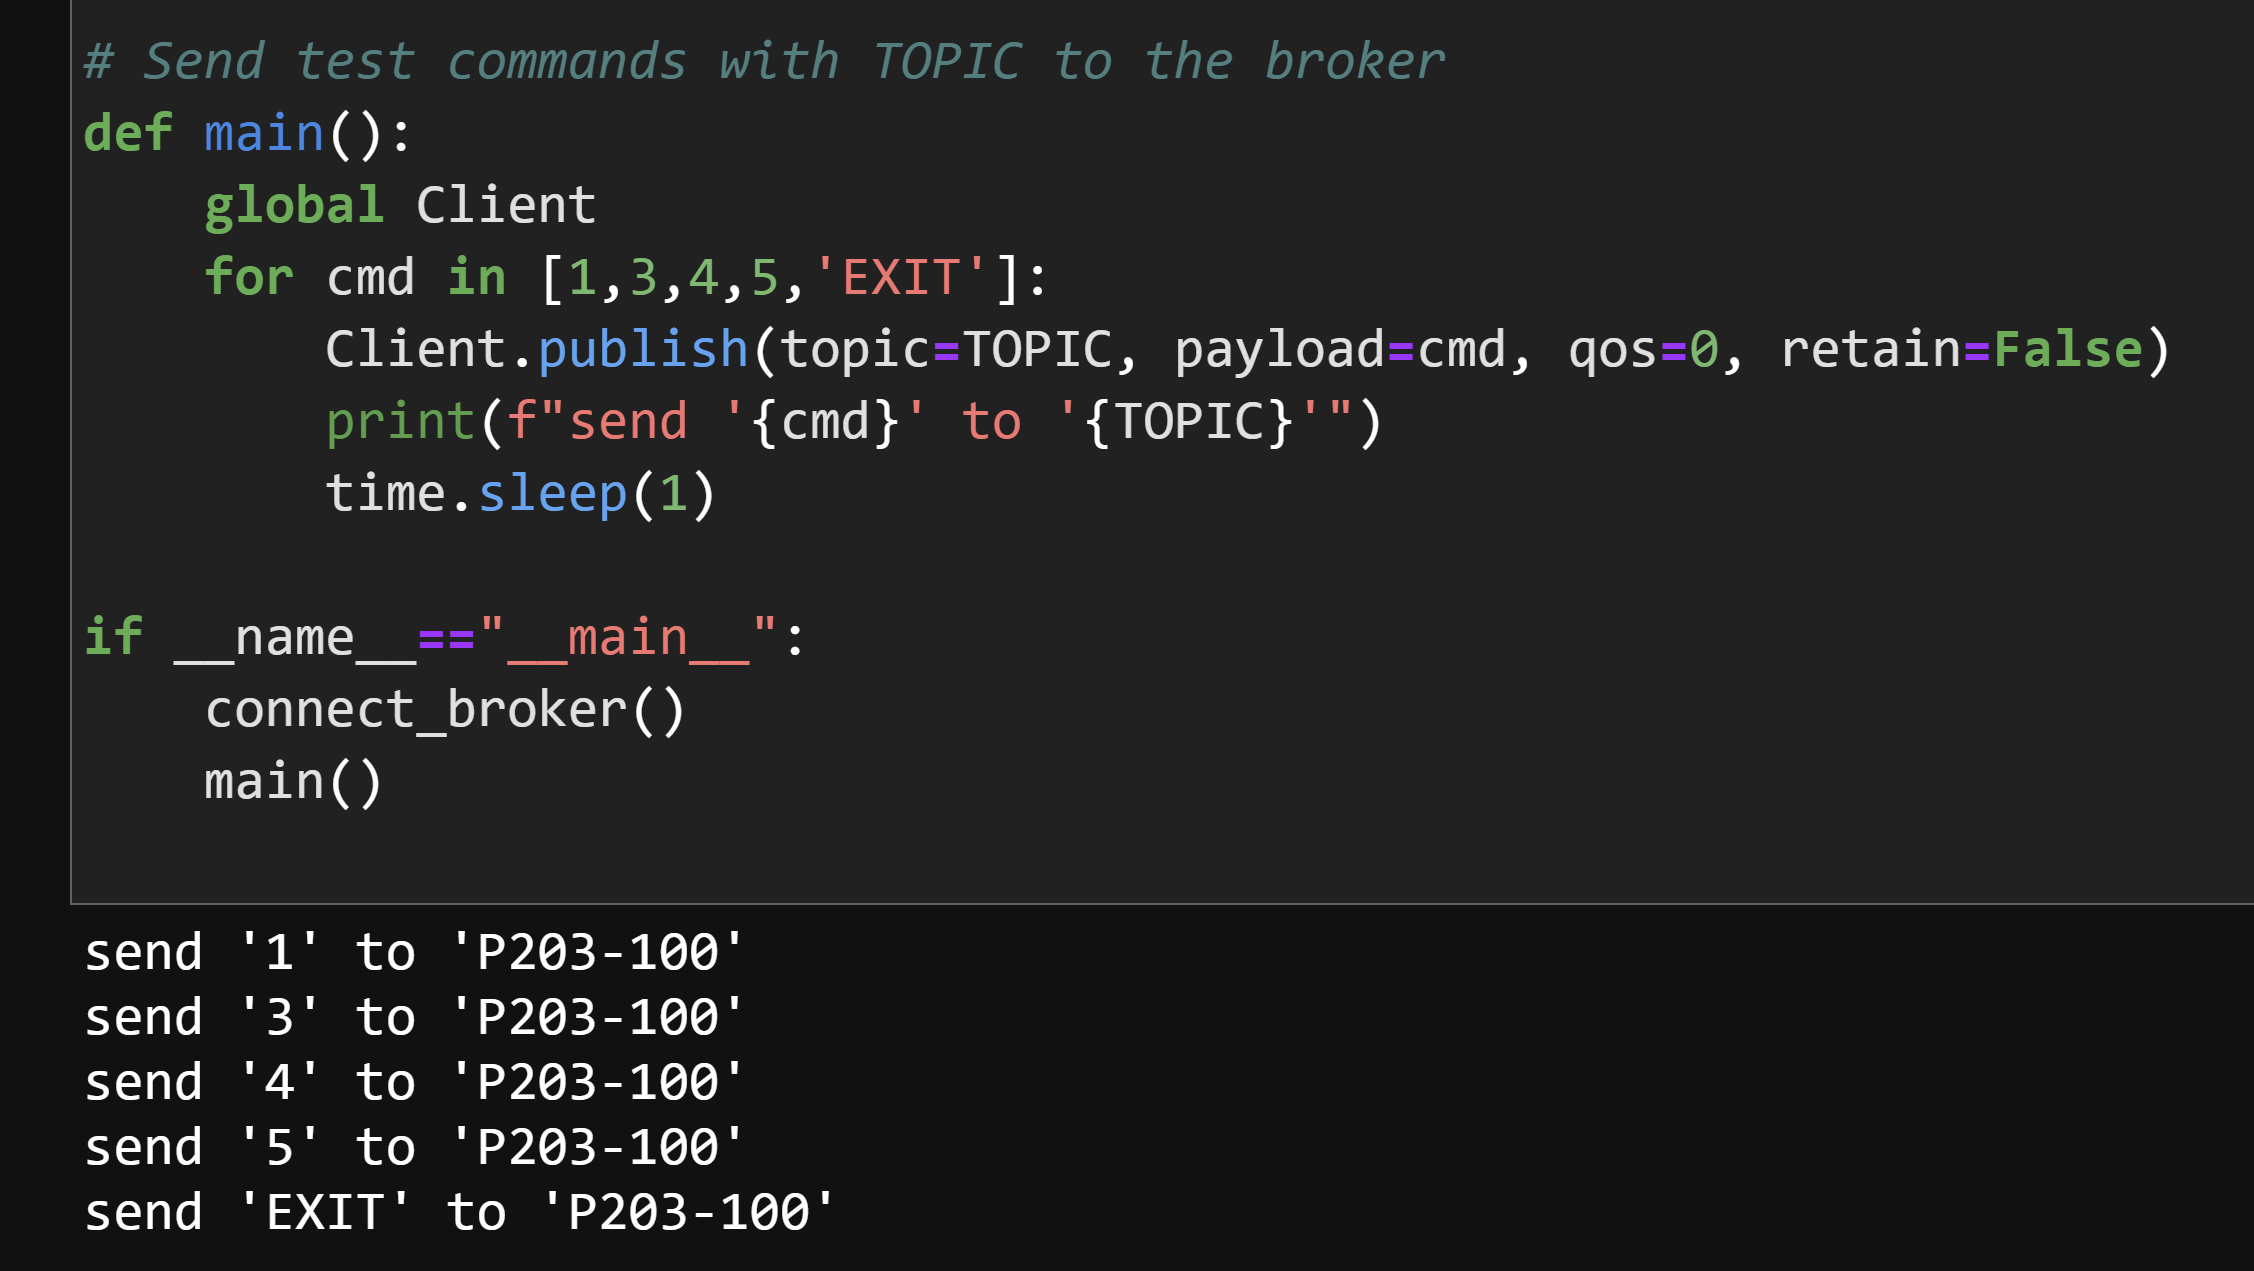 # Send test commands with TOPIC to the broker
def main():
    global Client
    for cmd in [1,3,4,5,'EXIT']:
        Client.publish(topic=TOPIC, payload=cmd, qos=0, retain=False)
        print(f"send '{cmd}' to '{TOPIC}'")
        time.sleep(1)

if __name__=="__main__":
    connect_broker()
    main()

send '1' to 'P203-100'
send '3' to 'P203-100'
send '4' to 'P203-100'
send '5' to 'P203-100'
send 'EXIT' to 'P203-100'